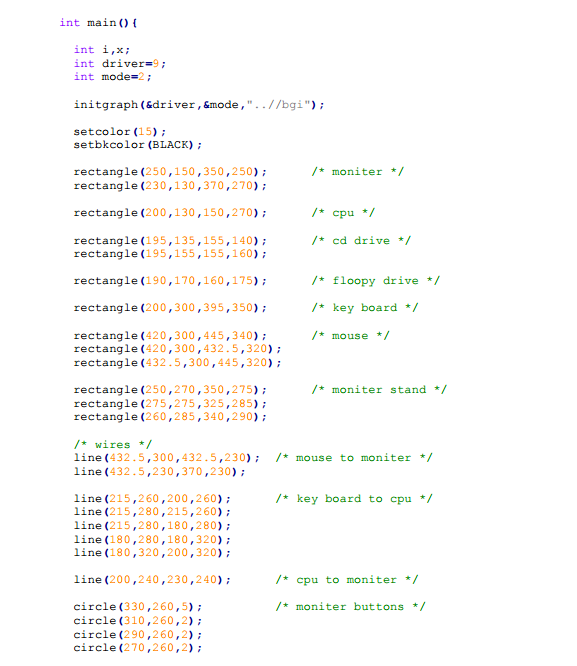 int main(){
int i,x;
int driver=9;
int mode=2;
initgraph(&driver,&mode,"..//bgi");
setcolor(15);
setbkcolor(BLACK);
rectangle(250,150,350,250); /* moniter */
rectangle(230,130,370,270);
rectangle(200,130,150,270); /* cpu */
rectangle(195,135,155,140); /* cd drive */
rectangle(195,155,155,160);
rectangle(190,170,160,175); /* floopy drive */
rectangle(200,300,395,350); /* key board */
rectangle(420,300,445,340); /* mouse */
rectangle(420,300,432.5,320);
rectangle(432.5,300,445,320);
rectangle(250,270,350,275); /* moniter stand */
rectangle(275,275,325,285);
rectangle(260,285,340,290);
/* wires */
line(432.5,300,432.5,230); /* mouse to moniter */
line(432.5,230,370,230);
line(215,260,200,260); /* key board to cpu */
line(215,280,215,260);
line(215,280,180,280);
line(180,280,180,320);
line(180,320,200,320);
line(200,240,230,240); /* cpu to moniter */
circle(330,260,5); /* moniter buttons */
circle(310,260,2);
circle(290,260,2);
circle(270,260,2);